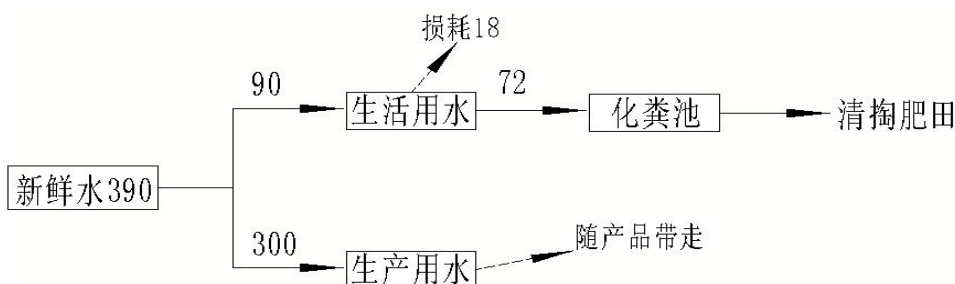 损耗18
90
72
生活用水
化粪池
清掏肥田
新鲜水390
300
随产品带走
生产用水